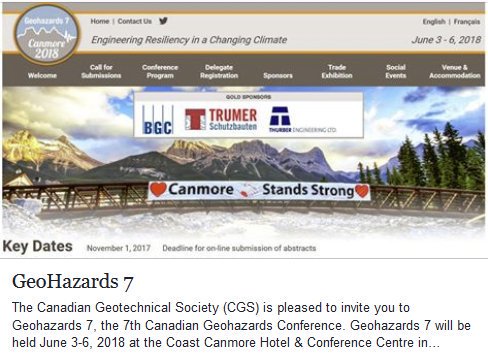 Geohazards 7
Canmore
2018
Home | Contact Us
English | Français
Engineering Resiliency in a Changing Climate
June 3 - 6, 2018
Welcome
Call for Submissions
Conference Program
Delegate Registration
Sponsors
Trade Exhibition
Social Events
Venue & Accommodation
GOLD SPONSORS
BGC
TRUMER
Schutzbauten
THURBER ENGINEERING LTD.
Canmore Stands Strong
Key Dates
November 1, 2017 Deadline for on-line submission of abstracts
GeoHazards 7
The Canadian Geotechnical Society (CGS) is pleased to invite you to
Geohazards 7, the 7th Canadian Geohazards Conference. Geohazards 7 will be
held June 3-6, 2018 at the Coast Canmore Hotel & Conference Centre in...